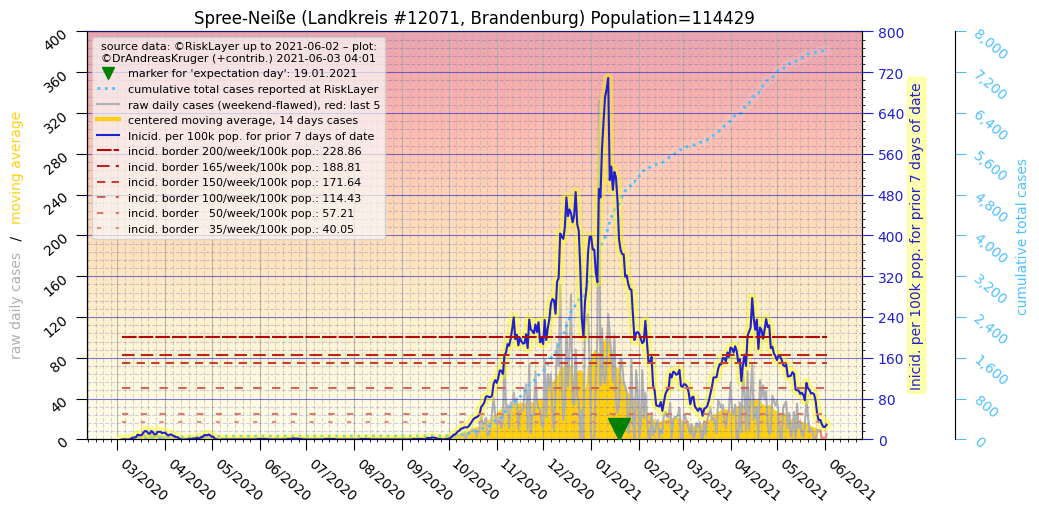 Spree-Neiße (Landkreis #12071, Brandenburg) Population=114429
source data: ©RiskLayer up to 2021-06-02 – plot:
©DrAndreasKruger (+contrib.) 2021-06-03 04:01
marker for 'expectation day': 19.01.2021
cumulative total cases reported at RiskLayer
raw daily cases (weekend-flawed), red: last 5
centered moving average, 14 days cases
Inicid. per 100k pop. for prior 7 days of date
incid. border 200/week/100k pop.: 228.86
incid. border 165/week/100k pop.: 188.81
incid. border 150/week/100k pop.: 171.64
incid. border 100/week/100k pop.: 114.43
incid. border   50/week/100k pop.: 57.21
incid. border   35/week/100k pop.: 40.05
raw daily cases / moving average
400
360
320
280
240
200
160
120
80
40
0
800
720
640
560
480
400
320
240
160
80
0
Inicid. per 100k pop. for prior 7 days of date
8,000
7,200
6,400
5,600
4,800
4,000
3,200
2,400
1,600
800
0
cumulative total cases
03/2020
04/2020
05/2020
06/2020
07/2020
08/2020
09/2020
10/2020
11/2020
12/2020
01/2021
02/2021
03/2021
04/2021
05/2021
06/2021